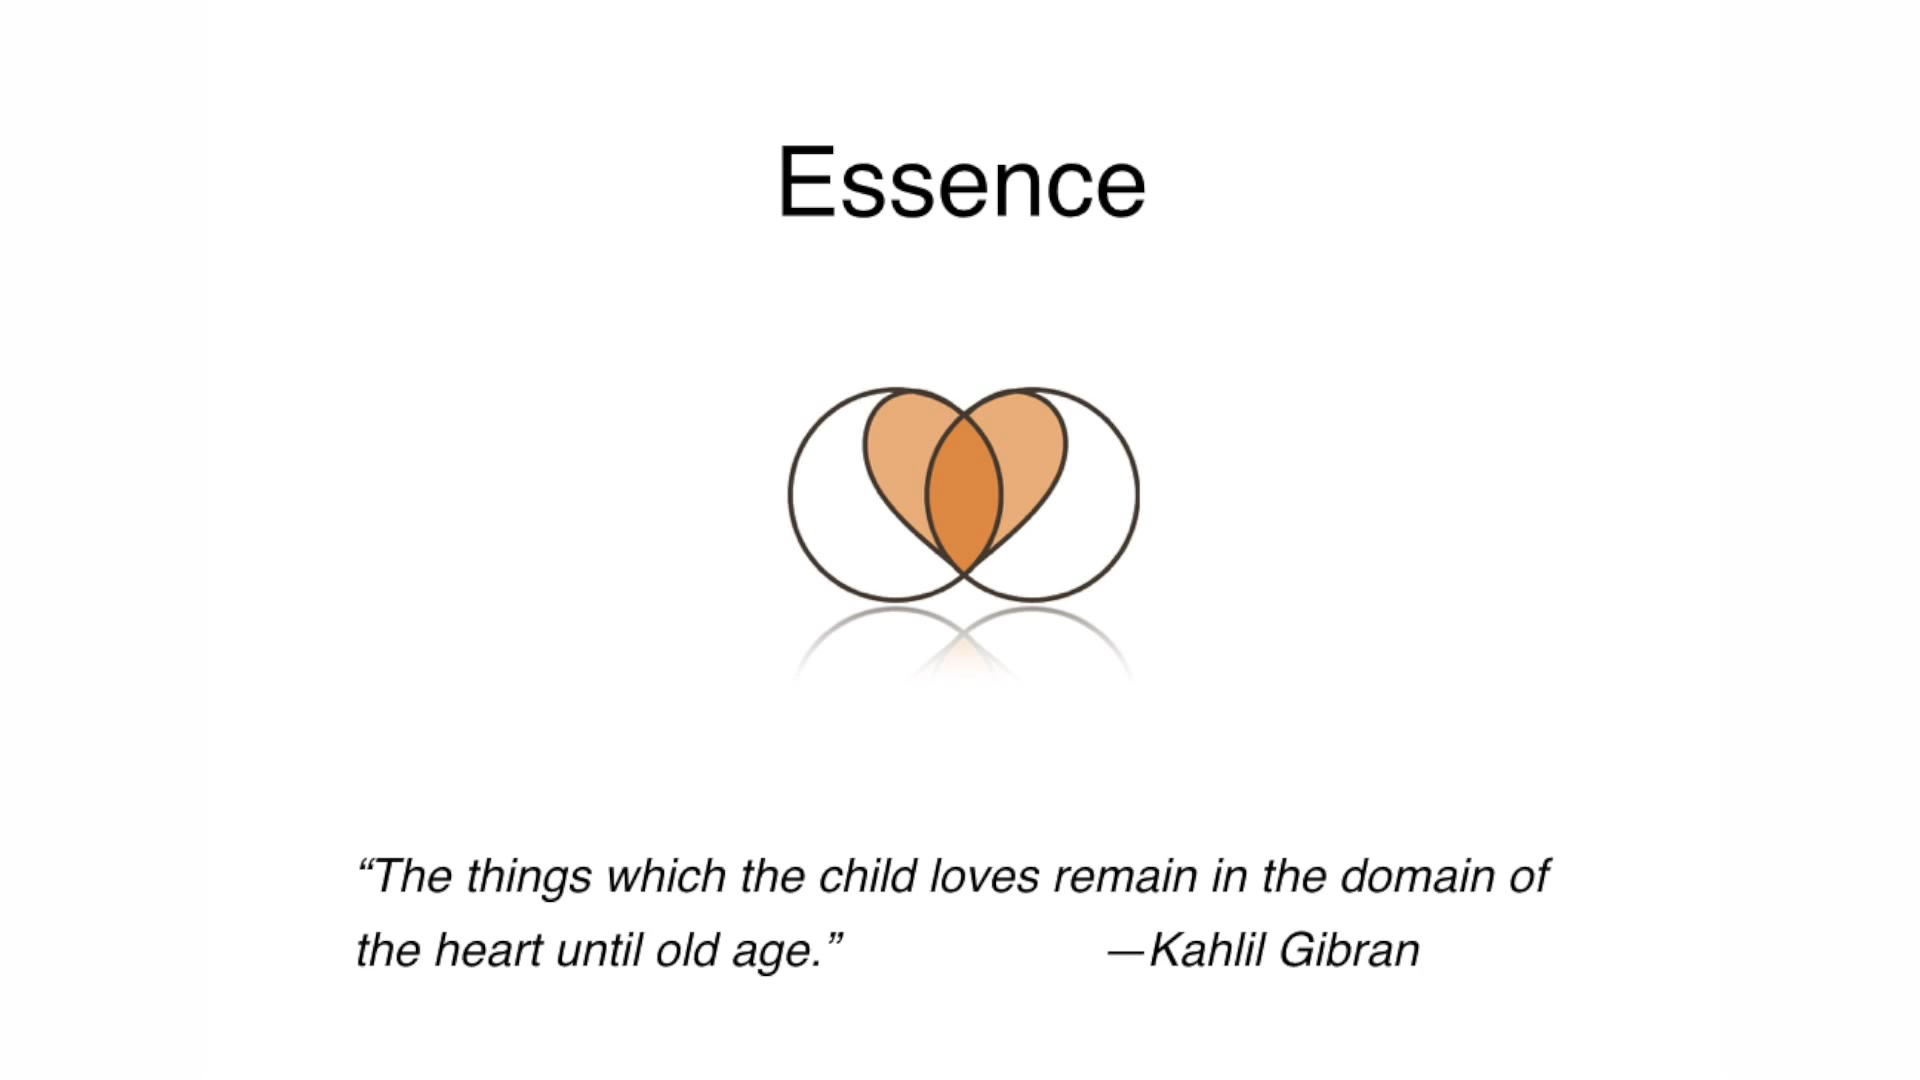 Essence
“The things which the child loves remain in the domain of
the heart until old age.” —Kahlil Gibran